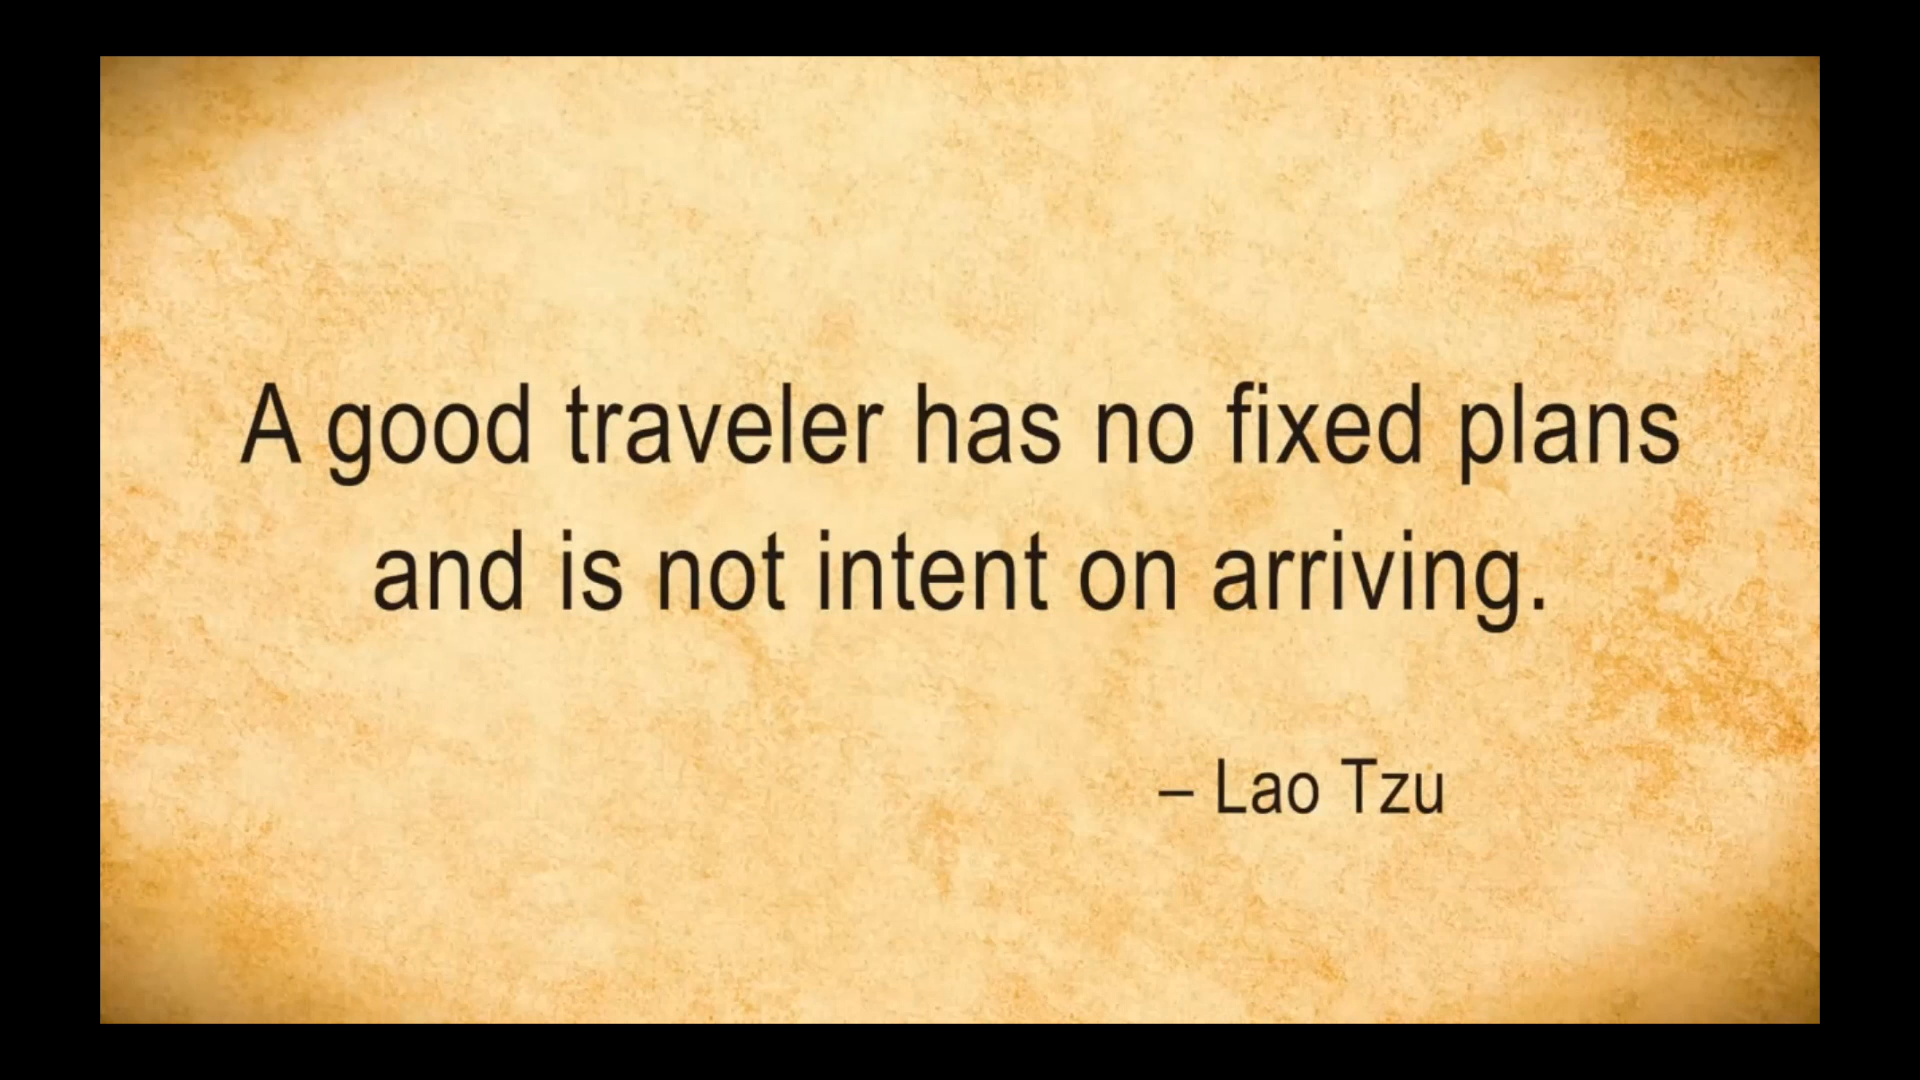 A good traveler has no fixed plans
and is not intent on arriving.
– Lao Tzu